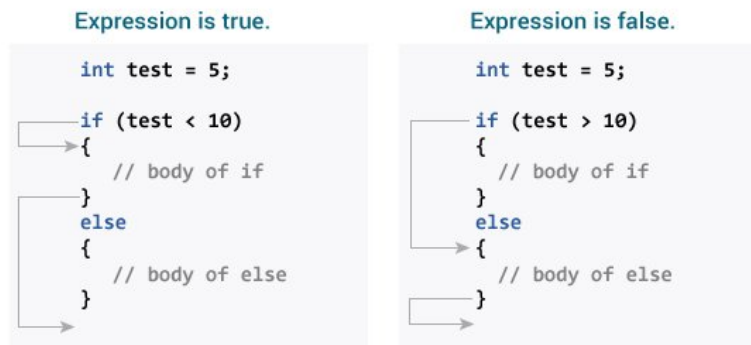 Expression is true.
int test = 5;
if (test < 10)
{
// body of if
}
else
{
// body of else
}
Expression is false.
int test = 5;
if (test > 10)
{
// body of if
}
else
{
// body of else
}